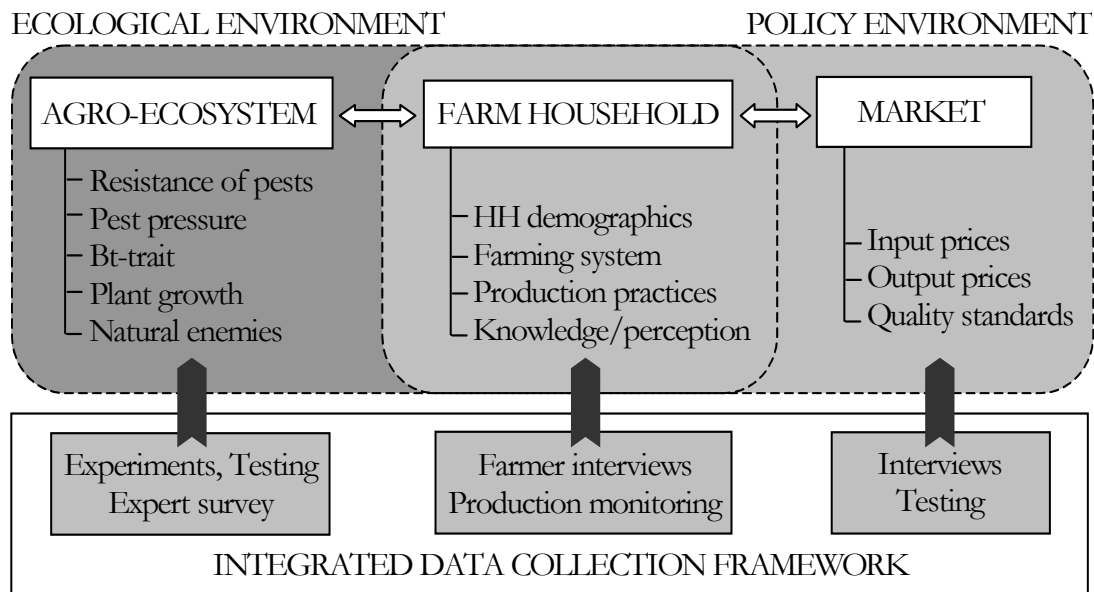 ECOLOGICAL ENVIRONMENT
POLICY ENVIRONMENT
AGRO-ECOSYSTEM
Resistance of pests
Pest pressure
Bt-trait
Plant growth
Natural enemies
FARM HOUSEHOLD
HH demographics
Farming system
Production practices
Knowledge/perception
MARKET
Input prices
Output prices
Quality standards
Experiments, Testing
Expert survey
Farmer interviews
Production monitoring
Interviews
Testing
INTEGRATED DATA COLLECTION FRAMEWORK